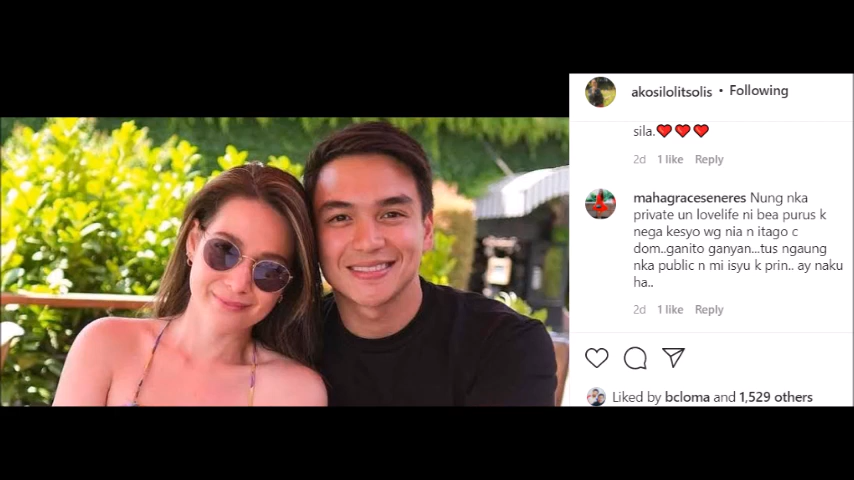 akosilolitsolis • Following
sila.❤❤❤
2d 1 like Reply
mahagraceseneres Nung nka
private un lovelife ni bea purus k
nega kesyo wg nia n itago c
dom..ganito ganyan...tus ngaung
nka public n mi isyu k prin.. ay naku
ha..
2d 1 like Reply
Liked by bcloma and 1,529 others